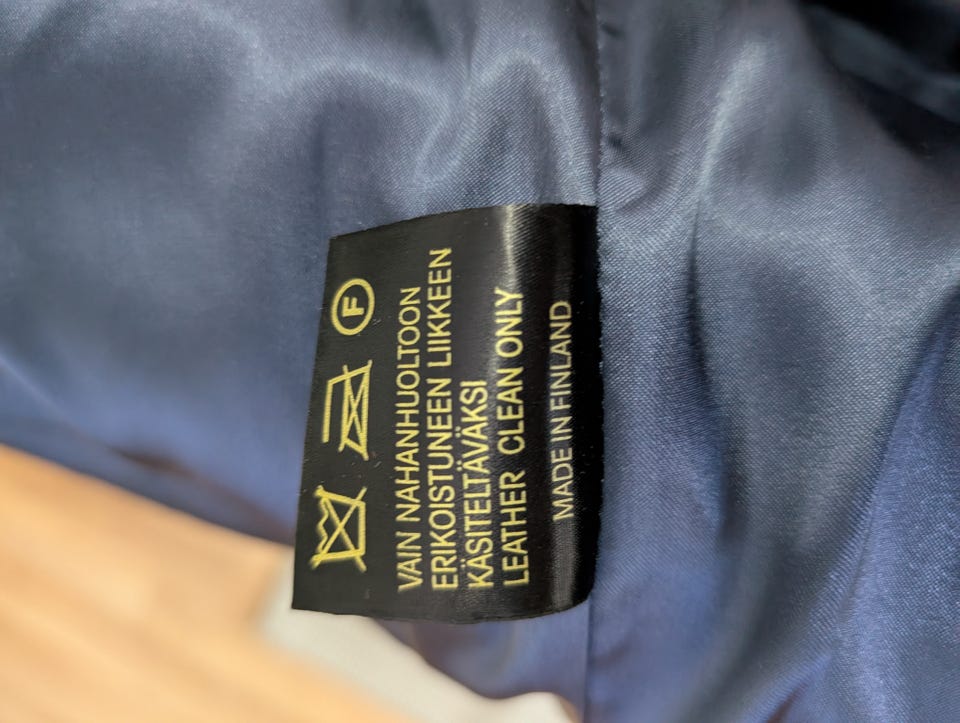 F
VAIN NAHANHUOLTOON
ERIKOISTUNEEN LIIKKEEN
KÄSITELTÄVÄKSI
LEATHER CLEAN ONLY
MADE IN FINLAND